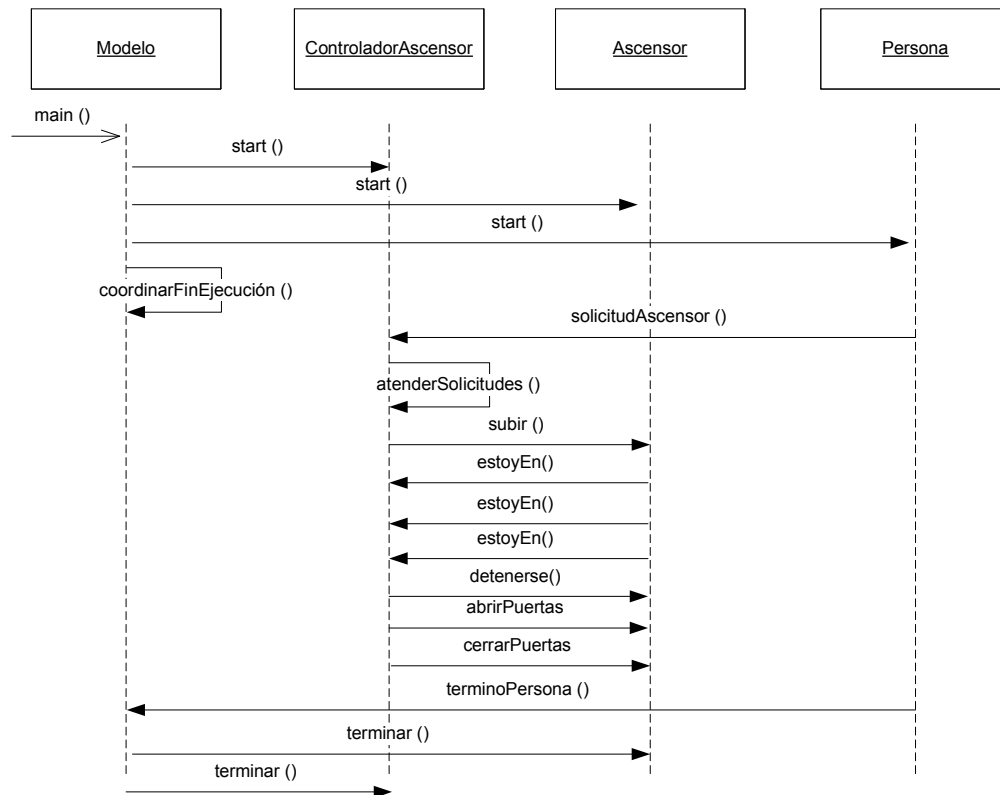 Modelo
ControladorAscensor
Ascensor
Persona
main ()
start ()
start ()
start ()
coordinarFinEjecución ()
solicitudAscensor ()
atenderSolicitudes ()
subir ()
estoyEn()
estoyEn()
estoyEn()
detenerse()
abrirPuertas
cerrarPuertas
terminoPersona ()
terminar ()
terminar ()